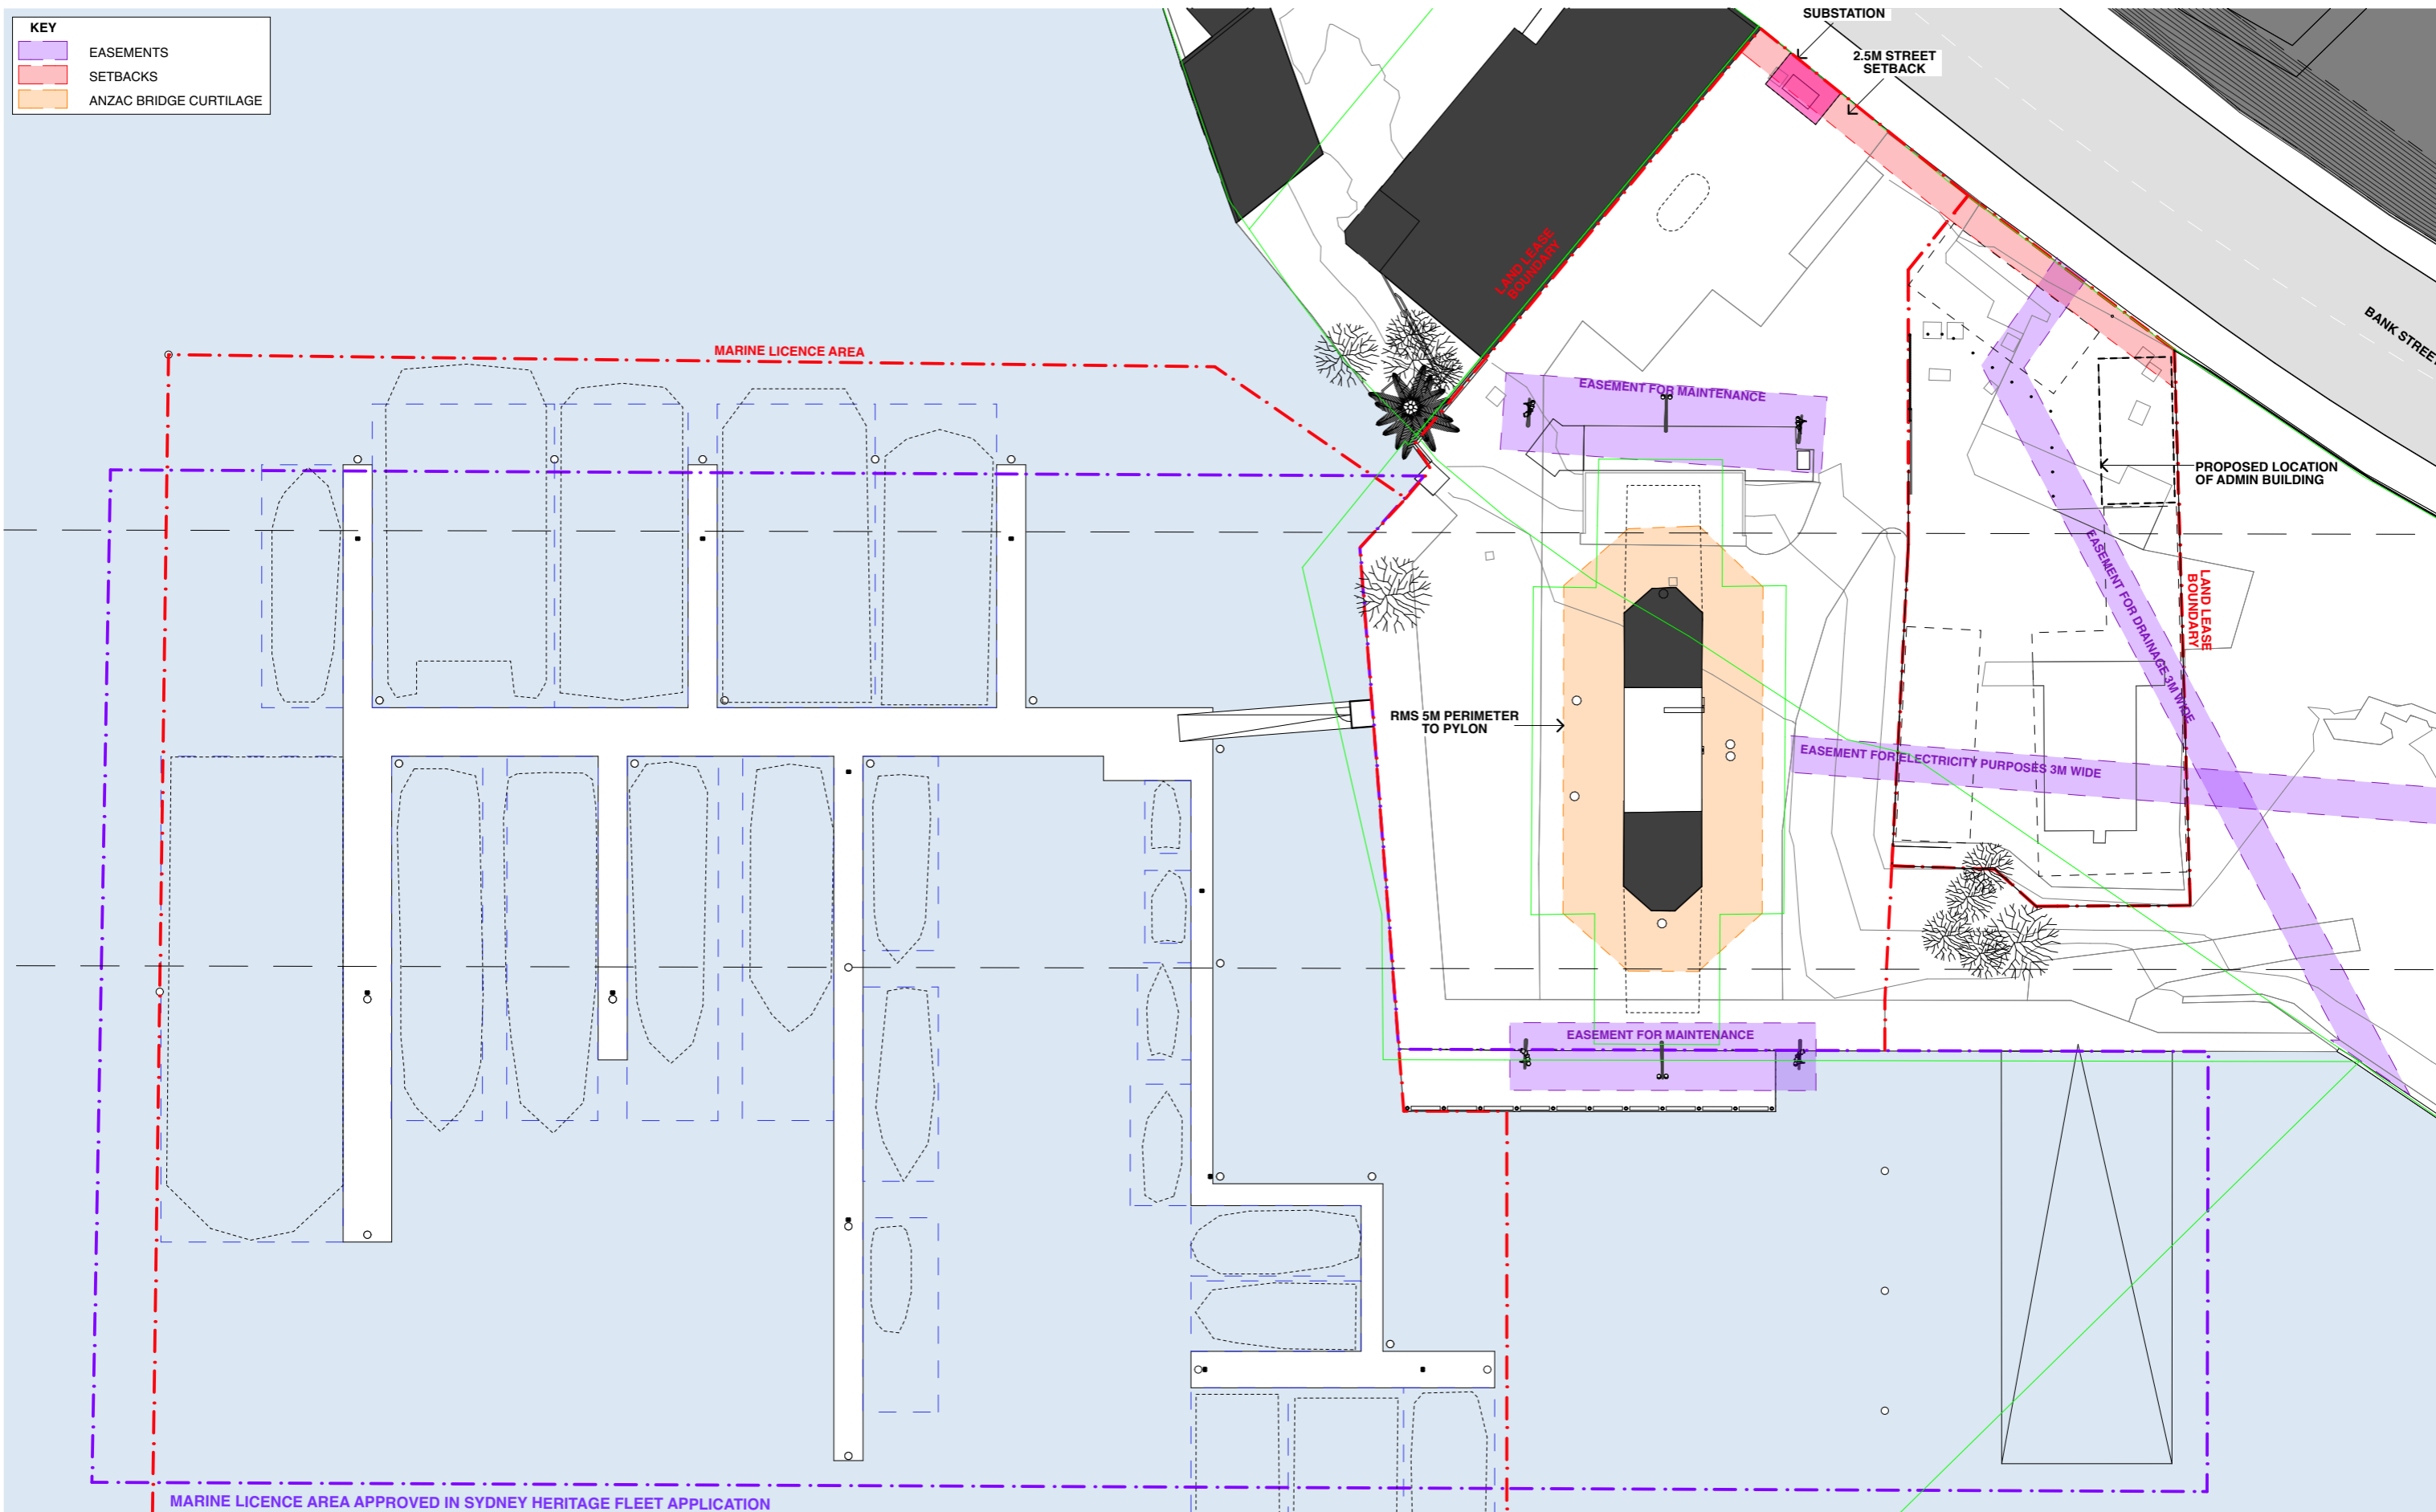 KEY
EASEMENTS
SETBACKS
ANZAC BRIDGE CURTILAGE
SUBSTATION
2.5M STREET
SETBACK
BANK STREET
LAND LEASE
BOUNDARY
MARINE LICENCE AREA
EASEMENT FOR MAINTENANCE
PROPOSED LOCATION
OF ADMIN BUILDING
EASEMENT FOR DRAINAGE 3M WIDE
LAND LEASE
BOUNDARY
RMS 5M PERIMETER
TO PYLON
EASEMENT FOR ELECTRICITY PURPOSES 3M WIDE
EASEMENT FOR MAINTENANCE
MARINE LICENCE AREA APPROVED IN SYDNEY HERITAGE FLEET APPLICATION